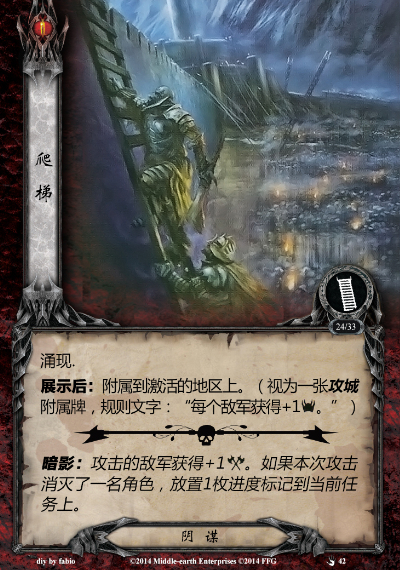 爬梯
24/33
涌现.
展示后：附属到激活的地区上。（视为一张攻城
附属牌，规则文字：“每个敌军获得+1。”）
暗影：攻击的敌军获得+1。如果本次攻击
消灭了一名角色，放置1枚进度标记到当前任
务上。
阴谋
diy by fabio ©2014 Middle-earth Enterprises ©2014 FFG 42